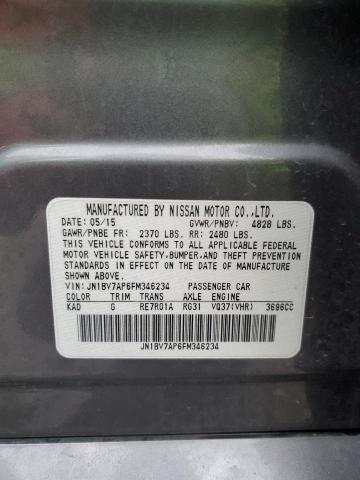 MANUFACTURED BY NISSAN MOTOR CO.,LTD.
DATE: 05/15 GVWR/PNBV: 4828 LBS.
GAWR/PNBE FR: 2370 LBS. RR: 2480 LBS.
THIS VEHICLE CONFORMS TO ALL APPLICABLE FEDERAL
MOTOR VEHICLE SAFETY,BUMPER,AND THEFT PREVENTION
STANDARDS IN EFFECT ON THE DATE OF MANUFACTURE
SHOWN ABOVE.
VIN: JN1BV7AP6FM346234 PASSENGER CAR
COLOR TRIM TRANS AXLE ENGINE
KAD G RE7R01A RG31 VQ37(VHR) 3696CC
JN1BV7AP6FM346234